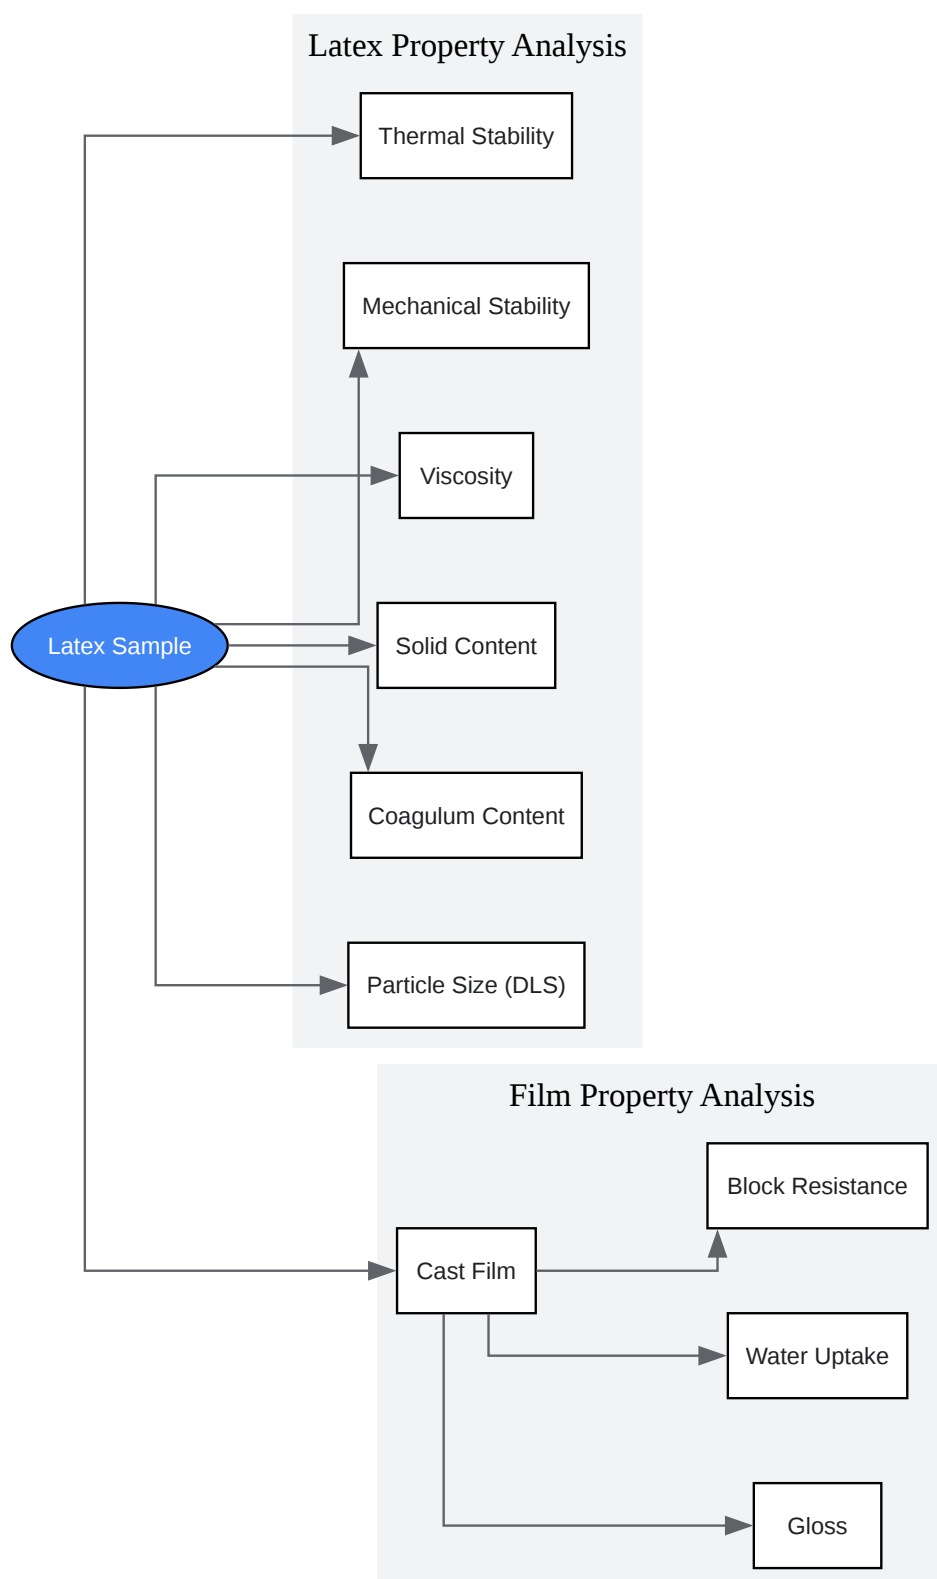 Latex Property Analysis
Thermal Stability
Mechanical Stability
Viscosity
Latex Sample
Solid Content
Coagulum Content
Particle Size (DLS)
Film Property Analysis
Block Resistance
Cast Film
Water Uptake
Gloss